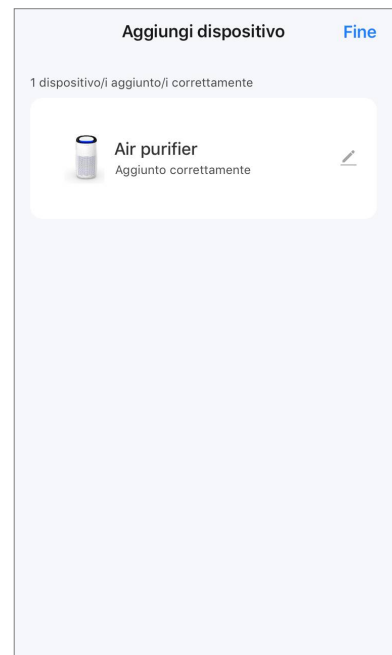 Aggiungi dispositivo
Fine
1 dispositivo/i aggiunto/i correttamente
Air purifier
Aggiunto correttamente